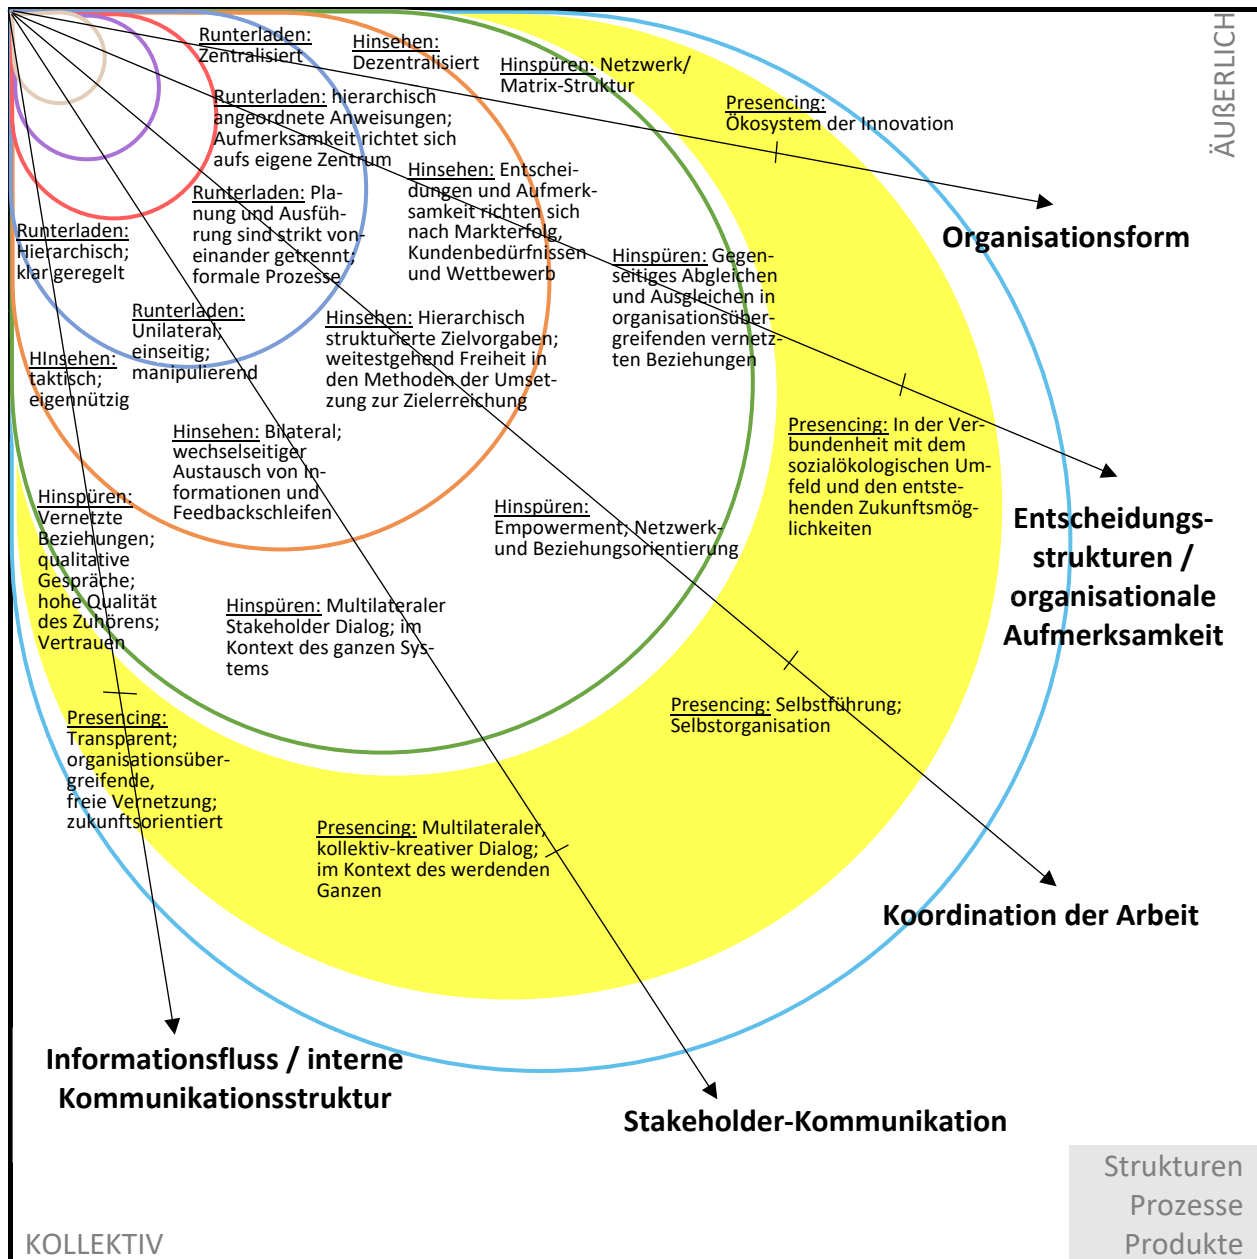 ÄUßERLICH
Runterladen:
Zentralisiert
Hinsehen:
Dezentralisiert
Hinspüren: Netzwerk/
Matrix-Struktur
Presencing:
Ökosystem der Innovation
Organisationsform
Runterladen: hierarchisch
angeordnete Anweisungen;
Aufmerksamkeit richtet sich
aufs eigene Zentrum
Hinsehen: Entschei-
dungen und Aufmerk-
samkeit richten sich
nach Markterfolg,
Kundenbedürfnissen
und Wettbewerb
Hinspüren: Gegen-
seitiges Abgleichen
und Ausgleichen in
organisationsüber-
greifenden vernetz-
ten Beziehungen
Presencing: In der Ver-
bundenheit mit dem
sozialökologischen Um-
feld und den entste-
henden Zukunftsmög-
lichkeiten
Entscheidungs-
strukturen /
organisationale
Aufmerksamkeit
Runterladen: Pla-
nung und Ausfüh-
rung sind strikt von-
einander getrennt;
formale Prozesse
Hinsehen: Hierarchisch
strukturierte Zielvorgaben;
weitestgehend Freiheit in
den Methoden der Umset-
zung zur Zielerreichung
Hinspüren:
Empowerment; Netzwerk-
und Beziehungsorientierung
Presencing: Selbstführung;
Selbstorganisation
Koordination der Arbeit
Runterladen:
Unilateral;
einseitig;
manipulierend
Hinsehen: Bilateral;
wechselseitiger
Austausch von In-
formationen und
Feedbackschleifen
Hinspüren: Multilateraler
Stakeholder Dialog; im
Kontext des ganzen Sys-
tems
Presencing: Multilateraler,
kollektiv-kreativer Dialog;
im Kontext des werdenden
Ganzen
Stakeholder-Kommunikation
Runterladen:
Hierarchisch;
klar geregelt
HInsehen:
taktisch;
eigennützig
Hinspüren:
Vernetzte
Beziehungen;
qualitative
Gespräche;
hohe Qualität
des Zuhörens;
Vertrauen
Presencing:
Transparent;
organisationsüber-
greifende,
freie Vernetzung;
zukunftsorientiert
Informationsfluss / interne
Kommunikationsstruktur
Strukturen
Prozesse
Produkte
KOLLEKTIV